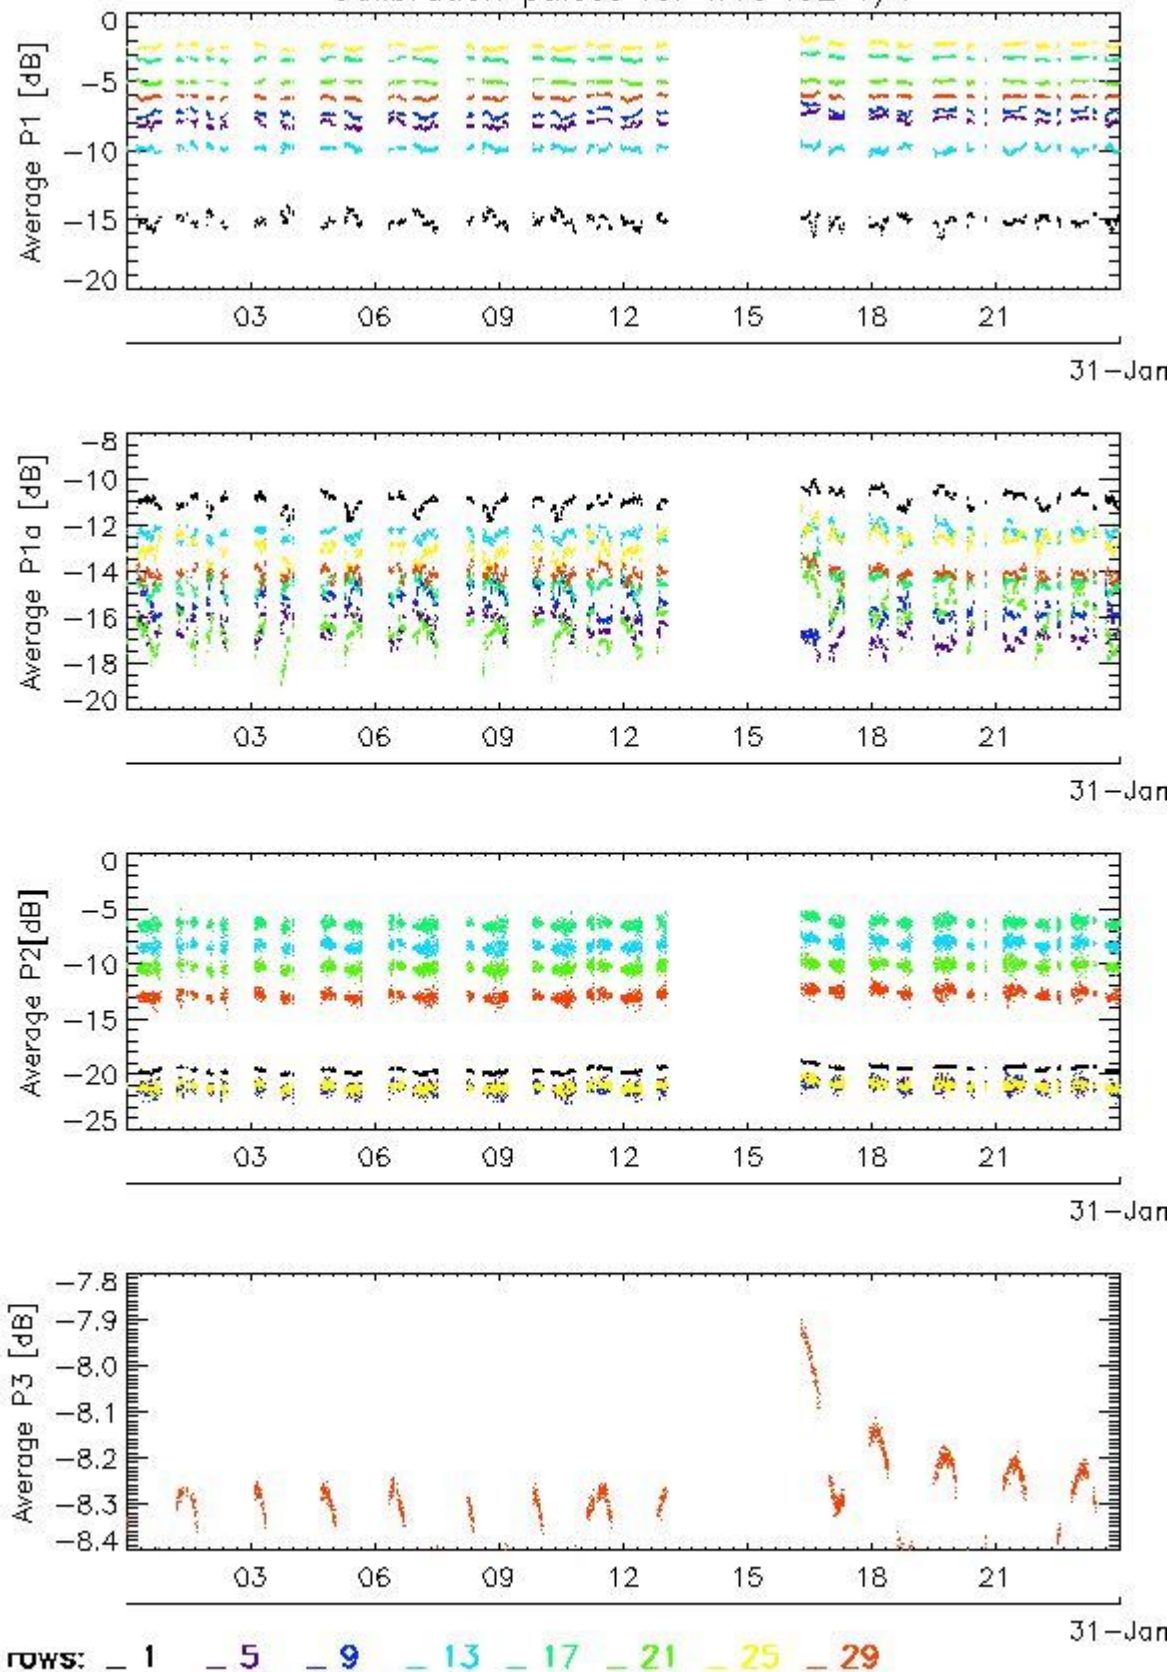 Average P1 [dB]
0
−5
−10
−15
−20
03 06 09 12 15 18 21
31−Jan
Average P1a [dB]
−8
−10
−12
−14
−16
−18
−20
03 06 09 12 15 18 21
31−Jan
Average P2[dB]
0
−5
−10
−15
−20
−25
03 06 09 12 15 18 21
31−Jan
Average P3 [dB]
−7.8
−7.9
−8.0
−8.1
−8.2
−8.3
−8.4
03 06 09 12 15 18 21
31−Jan
rows: _ 1 _ 5 _ 9 _ 13 _ 17 _ 21 _ 25 _ 29